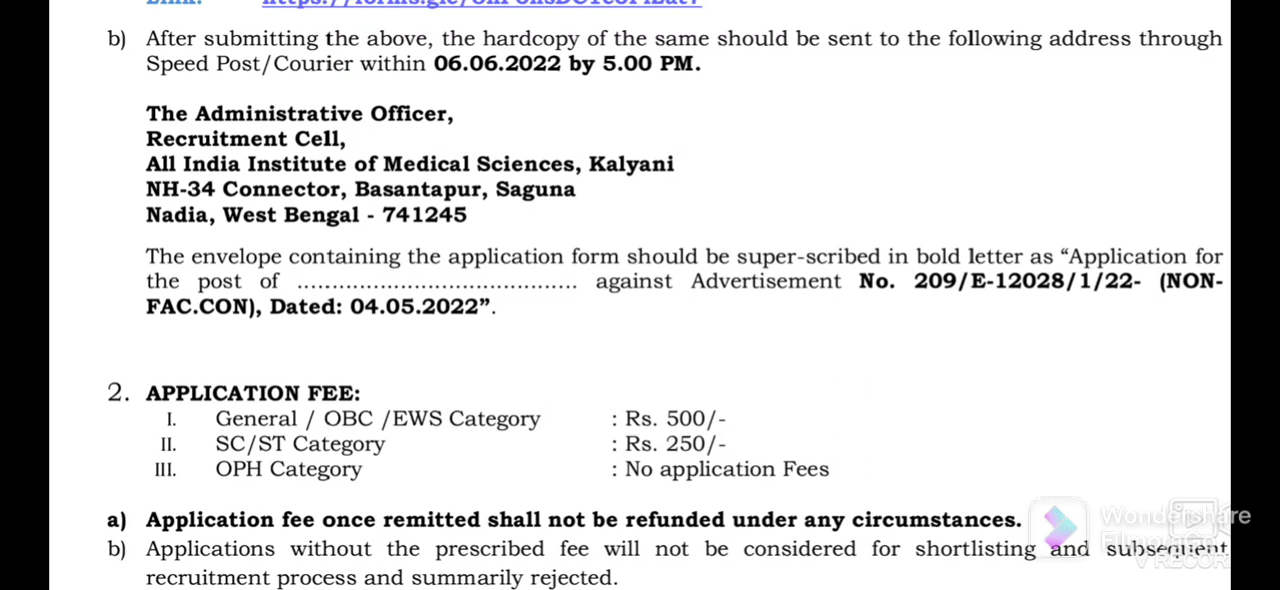 b) After submitting the above, the hardcopy of the same should be sent to the following address through
Speed Post/Courier within 06.06.2022 by 5.00 PM.
The Administrative Officer,
Recruitment Cell,
All India Institute of Medical Sciences, Kalyani
NH-34 Connector, Basantapur, Saguna
Nadia, West Bengal - 741245
The envelope containing the application form should be super-scribed in bold letter as “Application for
the post of ........................................ against Advertisement No. 209/E-12028/1/22- (NON-
FAC.CON), Dated: 04.05.2022”.
2. APPLICATION FEE:
I. General / OBC /EWS Category : Rs. 500/-
II. SC/ST Category : Rs. 250/-
III. OPH Category : No application Fees
a) Application fee once remitted shall not be refunded under any circumstances.
Wondershare
b) Applications without the prescribed fee will not be considered for shortlisting and subsequent
recruitment process and summarily rejected.